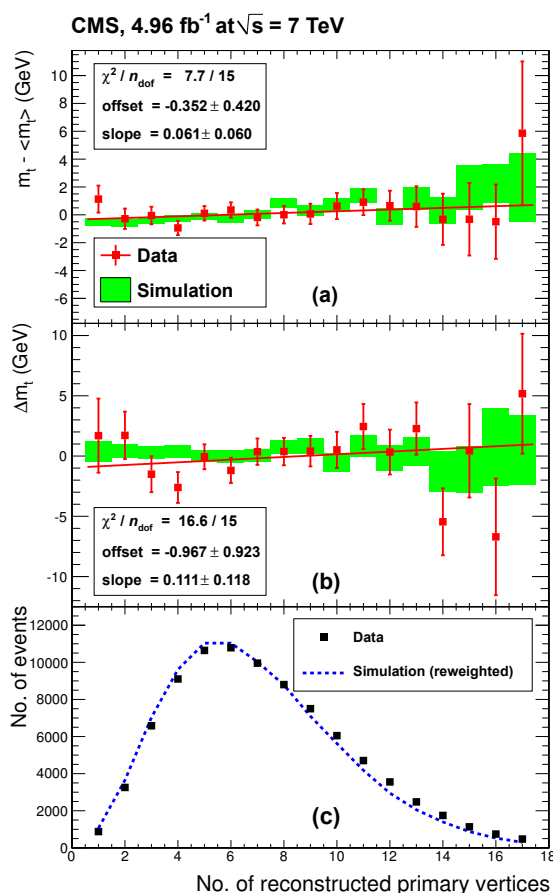 CMS, 4.96 fb⁻¹ at √s = 7 TeV
m_t - <m_t> (GeV)
10
8
6
4
2
0
-2
-4
-6
χ² / n_dof = 7.7 / 15
offset = -0.352 ± 0.420
slope = 0.061 ± 0.060
Data
Simulation
(a)
Δm_t (GeV)
10
5
0
-5
-10
χ² / n_dof = 16.6 / 15
offset = -0.967 ± 0.923
slope = 0.111 ± 0.118
(b)
No. of events
12000
10000
8000
6000
4000
2000
0
Data
Simulation (reweighted)
(c)
0 2 4 6 8 10 12 14 16 18
No. of reconstructed primary vertices